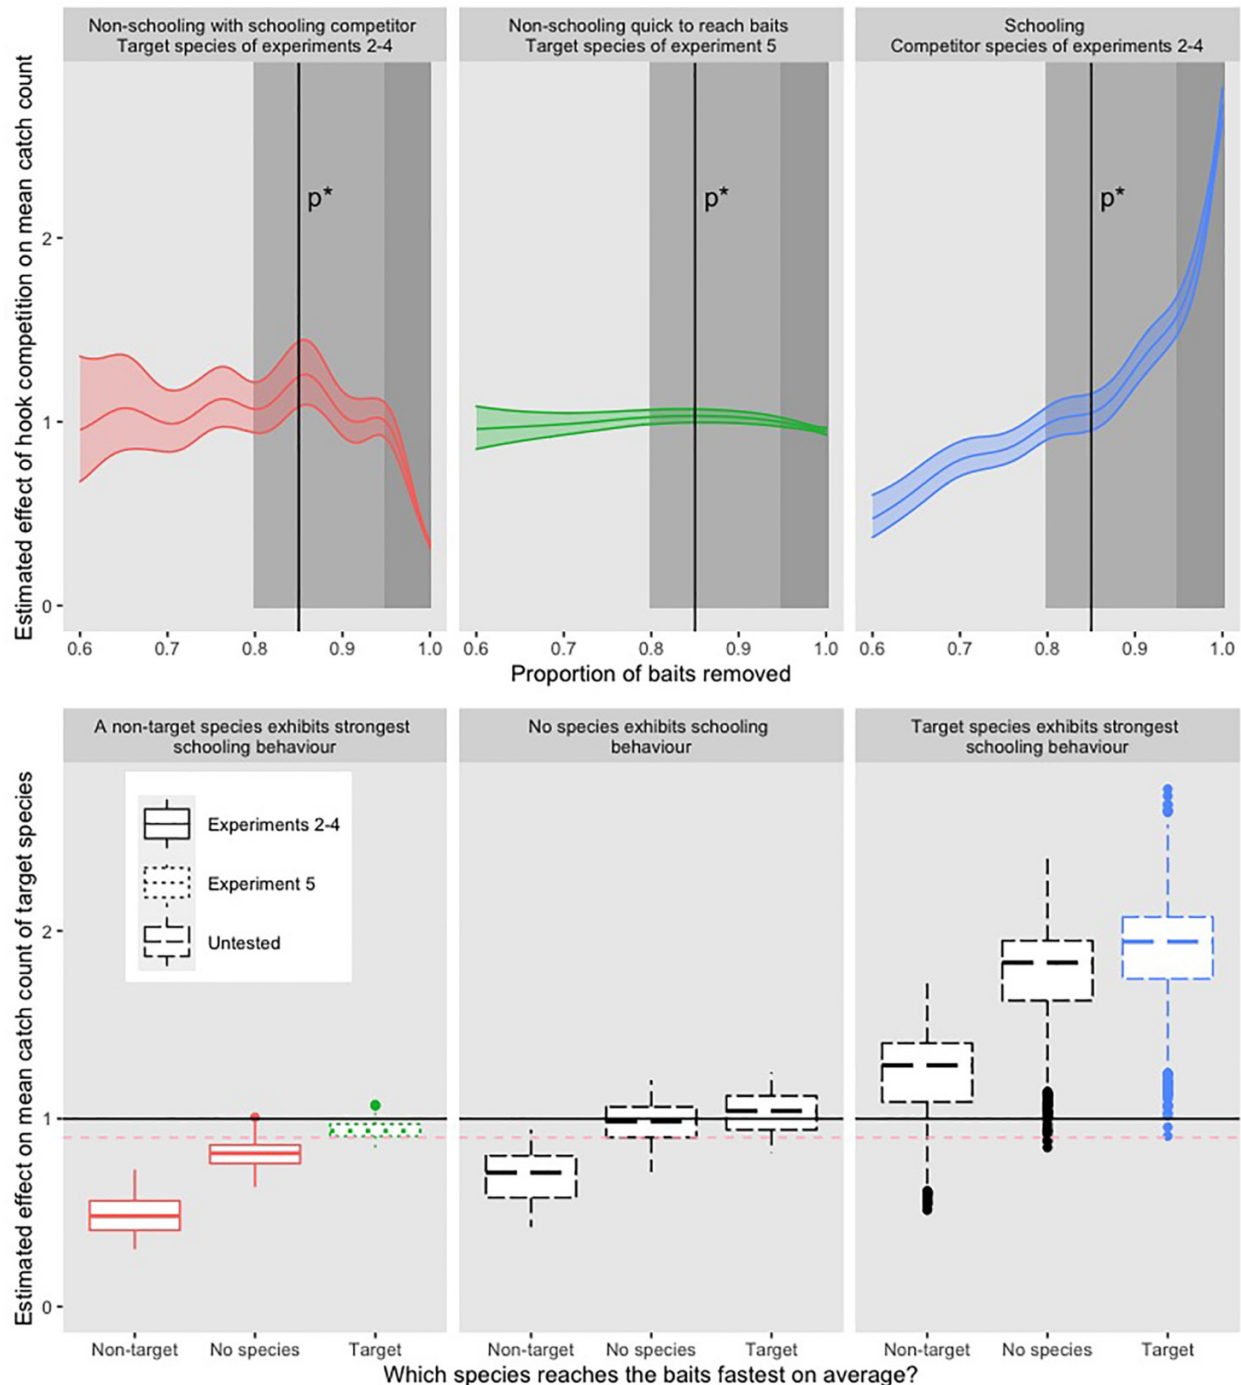 Non-schooling with schooling competitor
Target species of experiments 2-4
Non-schooling quick to reach baits
Target species of experiment 5
Schooling
Competitor species of experiments 2-4
Estimated effect of hook competition on mean catch count
2
1
0
p*
p*
p*
0.6 0.7 0.8 0.9 1.0
0.6 0.7 0.8 0.9 1.0
0.6 0.7 0.8 0.9 1.0
Proportion of baits removed
A non-target species exhibits strongest
schooling behaviour
No species exhibits schooling
behaviour
Target species exhibits strongest
schooling behaviour
Estimated effect on mean catch count of target species
2
1
0
Experiments 2-4
Experiment 5
Untested
Non-target No species Target
Non-target No species Target
Non-target No species Target
Which species reaches the baits fastest on average?